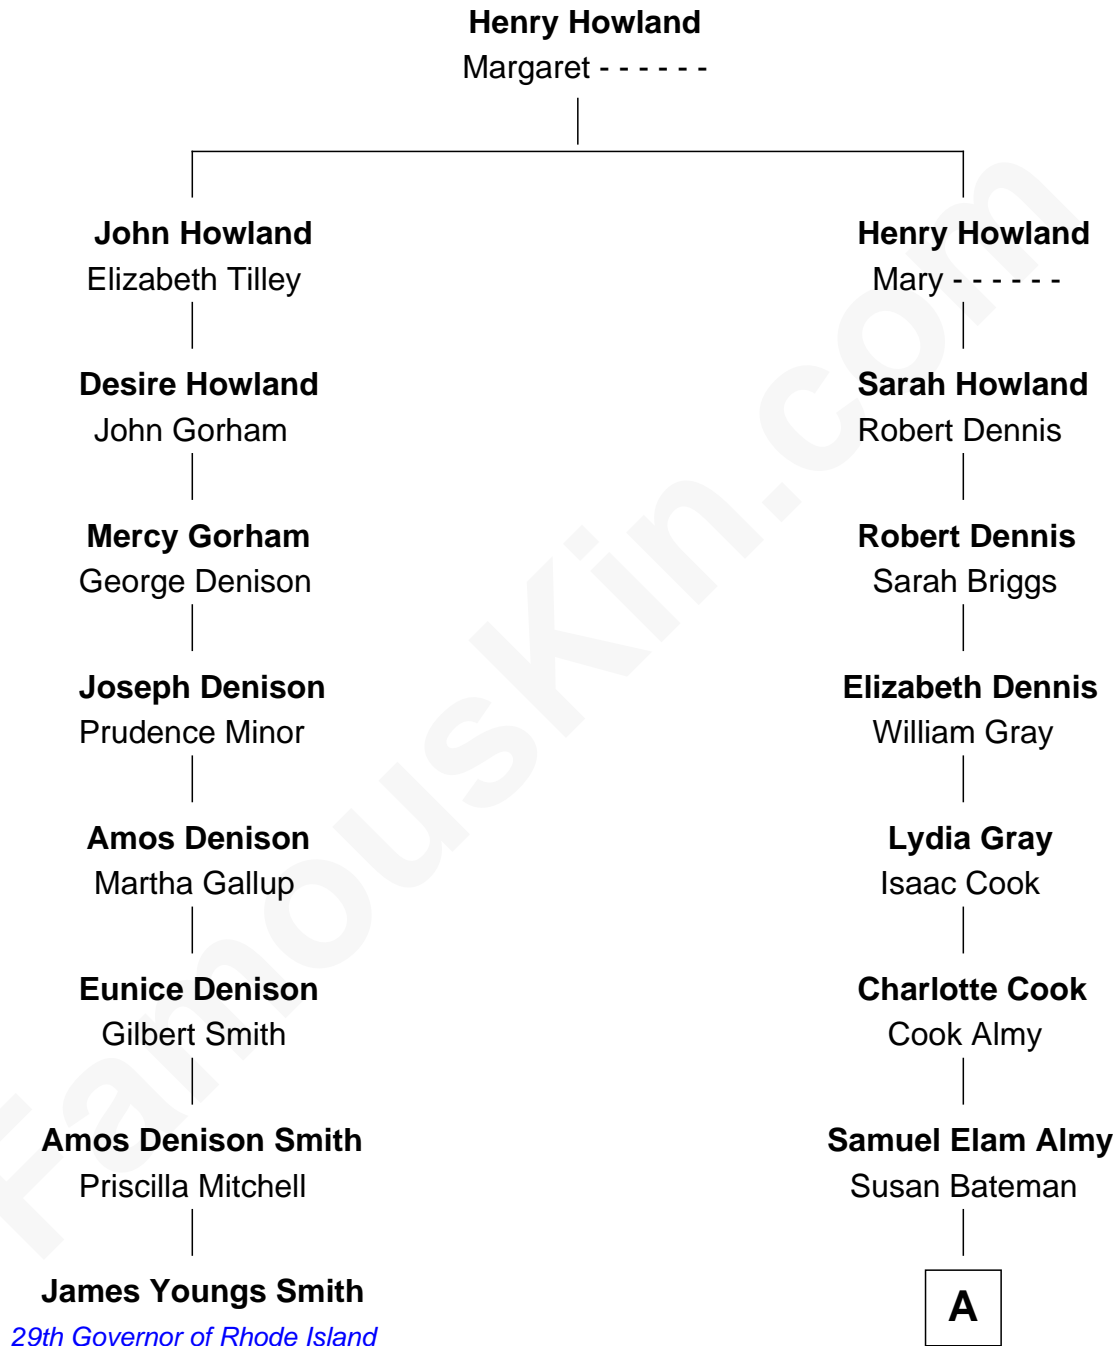 Henry Howland
Margaret - - - - - -
John Howland
Elizabeth Tilley
Henry Howland
Mary - - - - - -
Desire Howland
John Gorham
Sarah Howland
Robert Dennis
Mercy Gorham
George Denison
Robert Dennis
Sarah Briggs
Joseph Denison
Prudence Minor
Elizabeth Dennis
William Gray
Amos Denison
Martha Gallup
Lydia Gray
Isaac Cook
Eunice Denison
Gilbert Smith
Charlotte Cook
Cook Almy
Amos Denison Smith
Priscilla Mitchell
Samuel Elam Almy
Susan Bateman
James Youngs Smith
29th Governor of Rhode Island
A
FamousKin.com